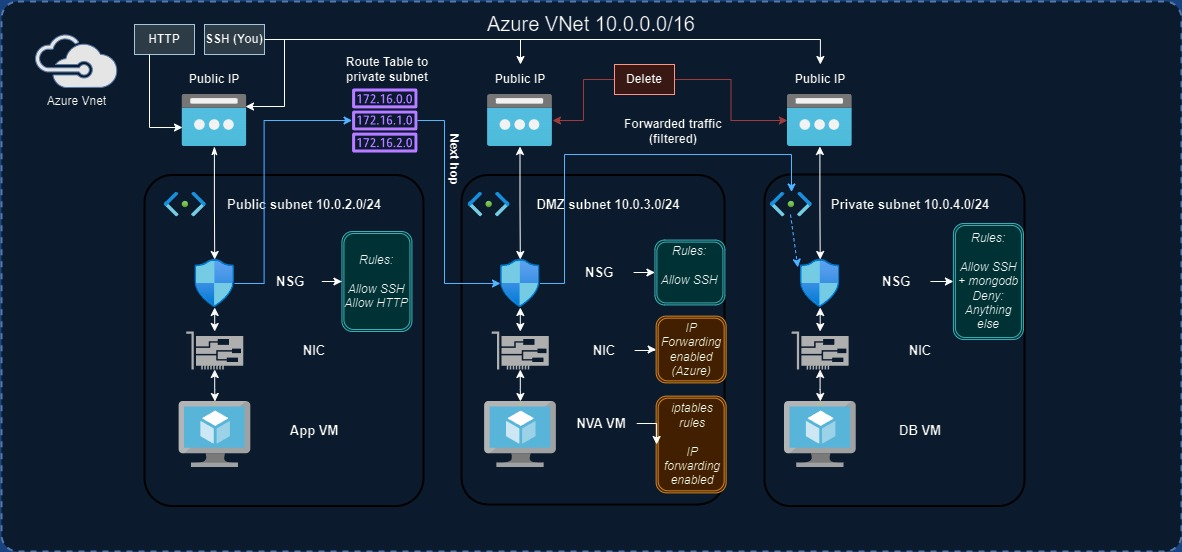 Azure VNet 10.0.0.0/16
HTTP
SSH (You)
Azure Vnet
Public IP
Route Table to
private subnet
172.16.0.0
172.16.1.0
172.16.2.0
Public IP
Delete
Public IP
Forwarded traffic
(filtered)
Next hop
Public subnet 10.0.2.0/24
DMZ subnet 10.0.3.0/24
Private subnet 10.0.4.0/24
NSG
Rules:
Allow SSH
Allow HTTP
NSG
Rules:
Allow SSH
NSG
Rules:
Allow SSH
+ mongodb
Deny:
Anything
else
NIC
NIC
IP
Forwarding
enabled
(Azure)
NIC
App VM
NVA VM
iptables
rules
IP
forwarding
enabled
DB VM